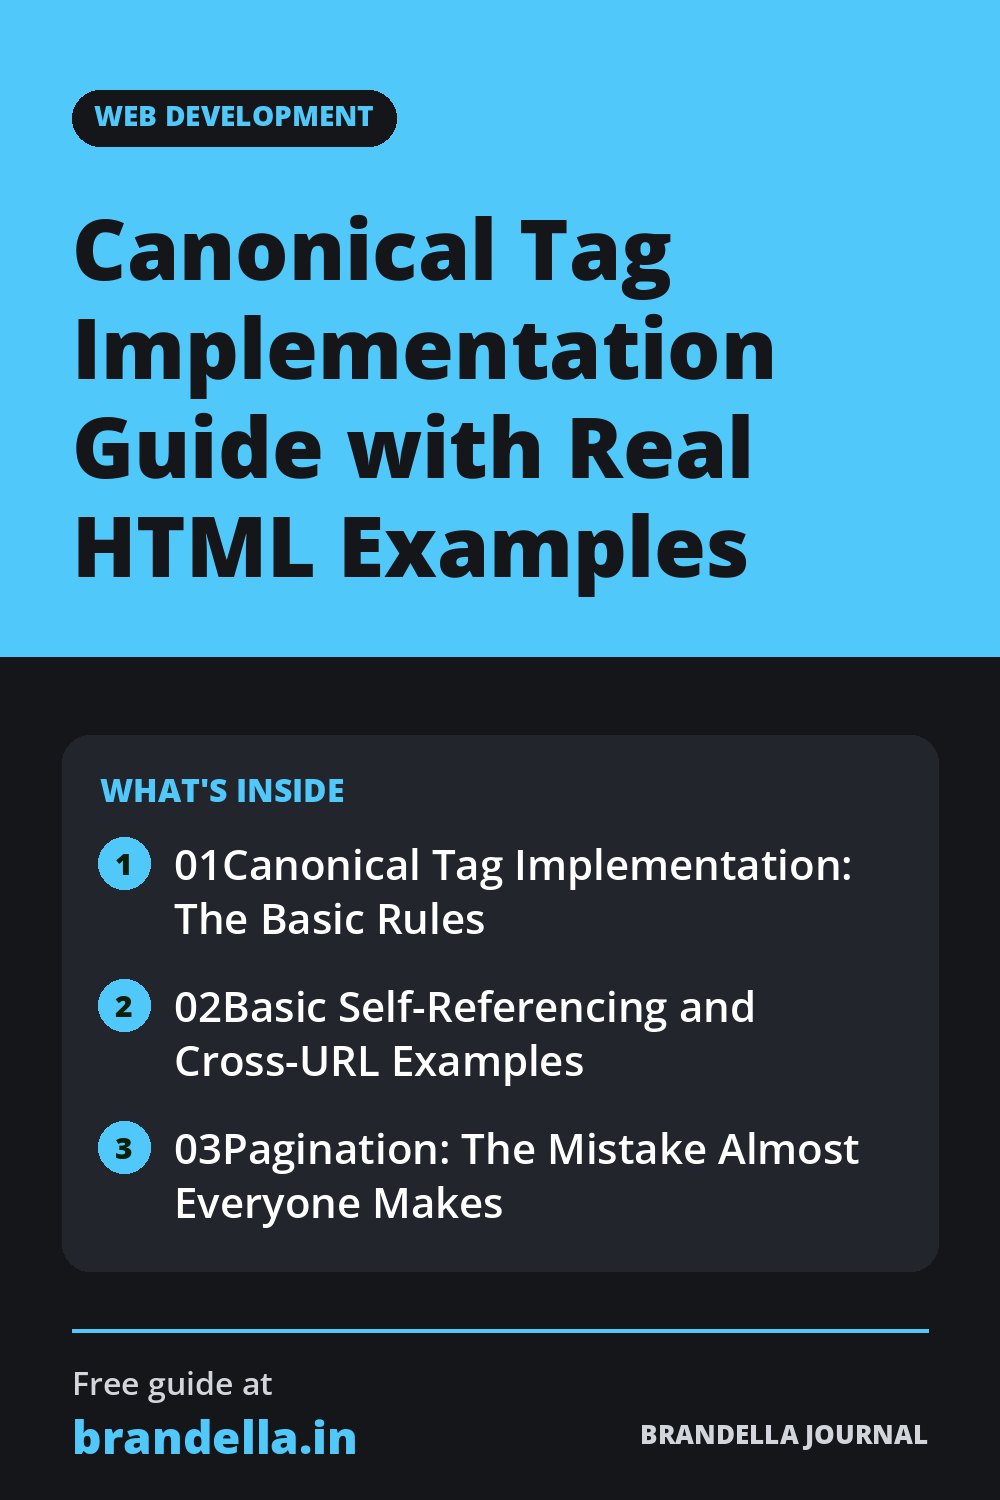 WEB DEVELOPMENT
Canonical Tag
Implementation
Guide with Real
HTML Examples
WHAT'S INSIDE
1 01Canonical Tag Implementation:
The Basic Rules
2 02Basic Self-Referencing and
Cross-URL Examples
3 03Pagination: The Mistake Almost
Everyone Makes
Free guide at
brandella.in
BRANDELLA JOURNAL